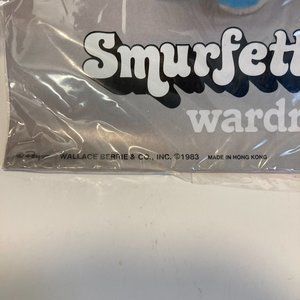 Smurfett
wardr
WALLACE BERRIE & CO., INC. ©1983 MADE IN HONG KONG